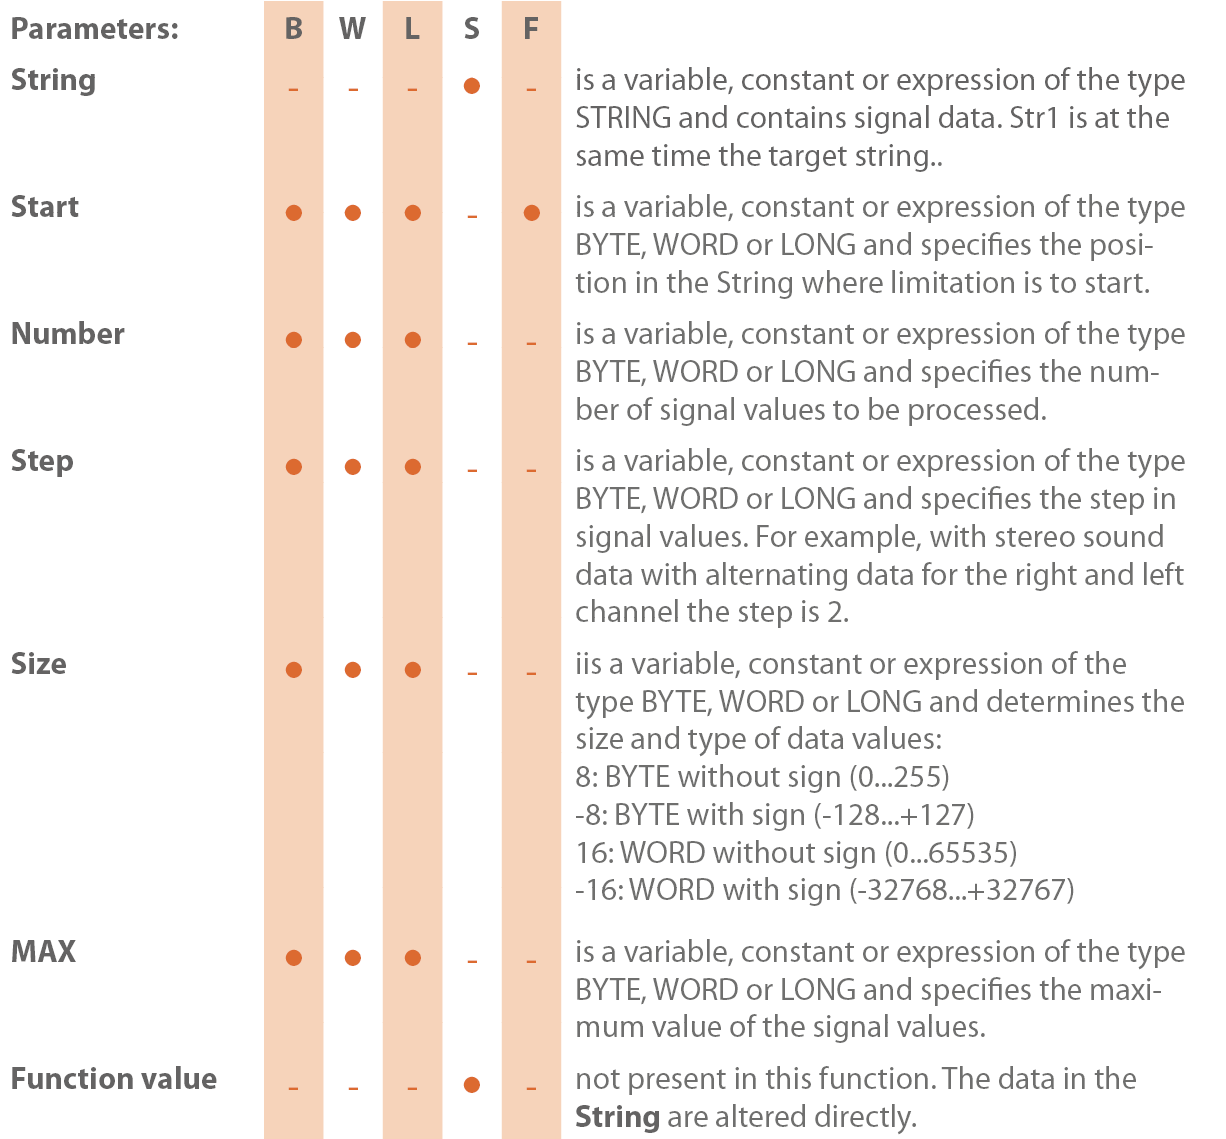 Parameters: B W L S F
String - - - ● - is a variable, constant or expression of the type
STRING and contains signal data. Str1 is at the
same time the target string..
Start ● ● ● - ● is a variable, constant or expression of the type
BYTE, WORD or LONG and specifies the posi-
tion in the String where limitation is to start.
Number ● ● ● - - is a variable, constant or expression of the type
BYTE, WORD or LONG and specifies the num-
ber of signal values to be processed.
Step ● ● ● - - is a variable, constant or expression of the type
BYTE, WORD or LONG and specifies the step in
signal values. For example, with stereo sound
data with alternating data for the right and left
channel the step is 2.
Size ● ● ● - - iis a variable, constant or expression of the
type BYTE, WORD or LONG and determines the
size and type of data values:
8: BYTE without sign (0...255)
-8: BYTE with sign (-128...+127)
16: WORD without sign (0...65535)
-16: WORD with sign (-32768...+32767)
MAX ● ● ● - - is a variable, constant or expression of the type
BYTE, WORD or LONG and specifies the maxi-
mum value of the signal values.
Function value - - - ● - not present in this function. The data in the
String are altered directly.